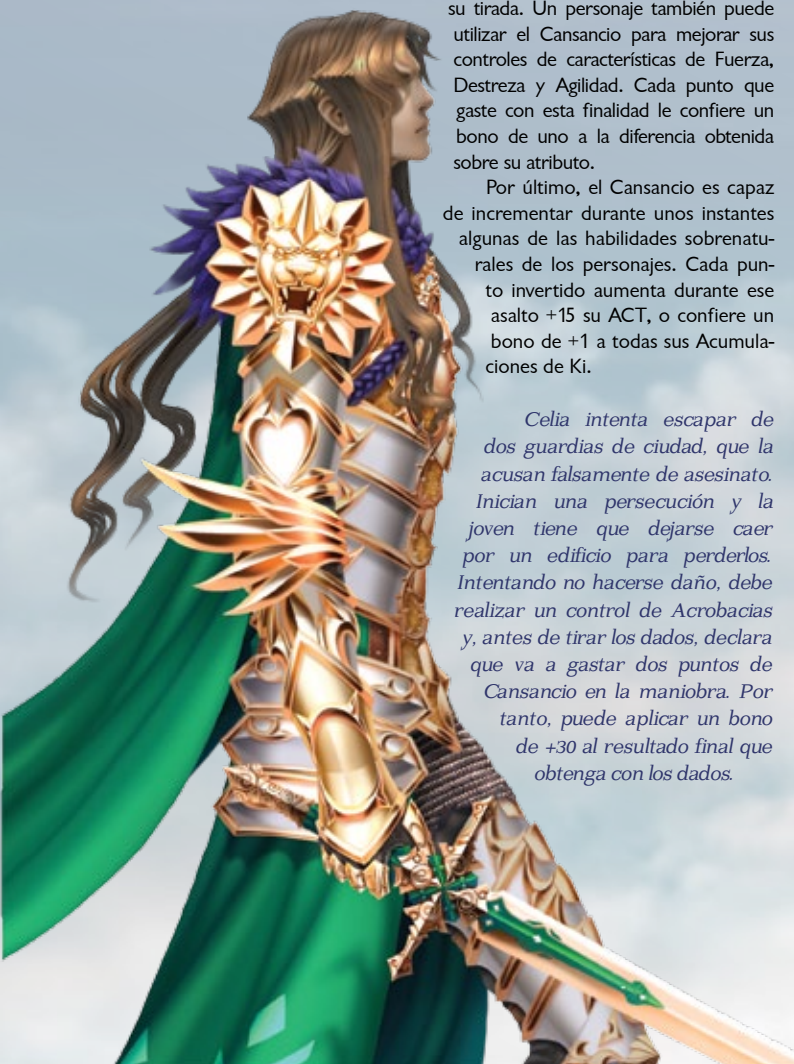 su tirada. Un personaje también puede
utilizar el Cansancio para mejorar sus
controles de características de Fuerza,
Destreza y Agilidad. Cada punto que
gaste con esta finalidad le confiere un
bono de uno a la diferencia obtenida
sobre su atributo.
Por último, el Cansancio es capaz
de incrementar durante unos instantes
algunas de las habilidades sobrenatu-
rales de los personajes. Cada pun-
to invertido aumenta durante ese
asalto +15 su ACT, o confiere un
bono de +1 a todas sus Acumula-
ciones de Ki.
Celia intenta escapar de
dos guardias de ciudad, que la
acusan falsamente de asesinato.
Inician una persecución y la
joven tiene que dejarse caer
por un edificio para perderlos.
Intentando no hacerse daño, debe
realizar un control de Acrobacias
y, antes de tirar los dados, declara
que va a gastar dos puntos de
Cansancio en la maniobra. Por
tanto, puede aplicar un bono
de +30 al resultado final que
obtenga con los dados.